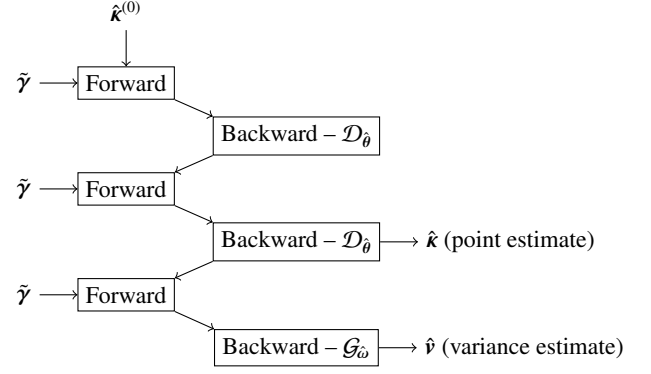 κ̂⁽⁰⁾
γ̃ Forward
Backward – 𝒟_θ̂
γ̃ Forward
Backward – 𝒟_θ̂ κ̂ (point estimate)
γ̃ Forward
Backward – 𝒢_ω̂ ν̂ (variance estimate)